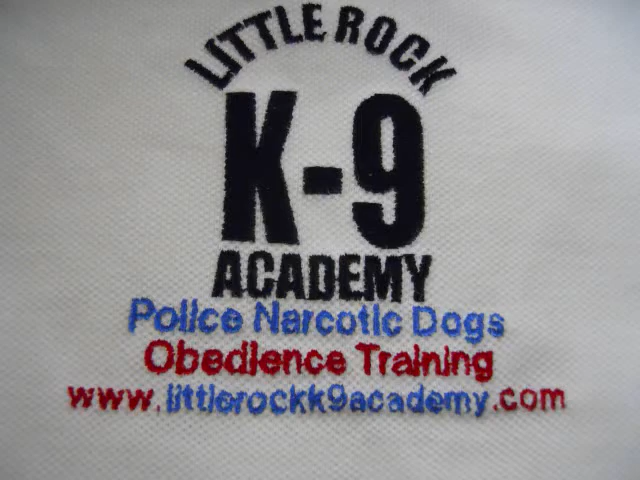 LITTLE ROCK
K-9
ACADEMY
Police Narcotic Dogs
Obedience Training
www.littlerockk9academy.com